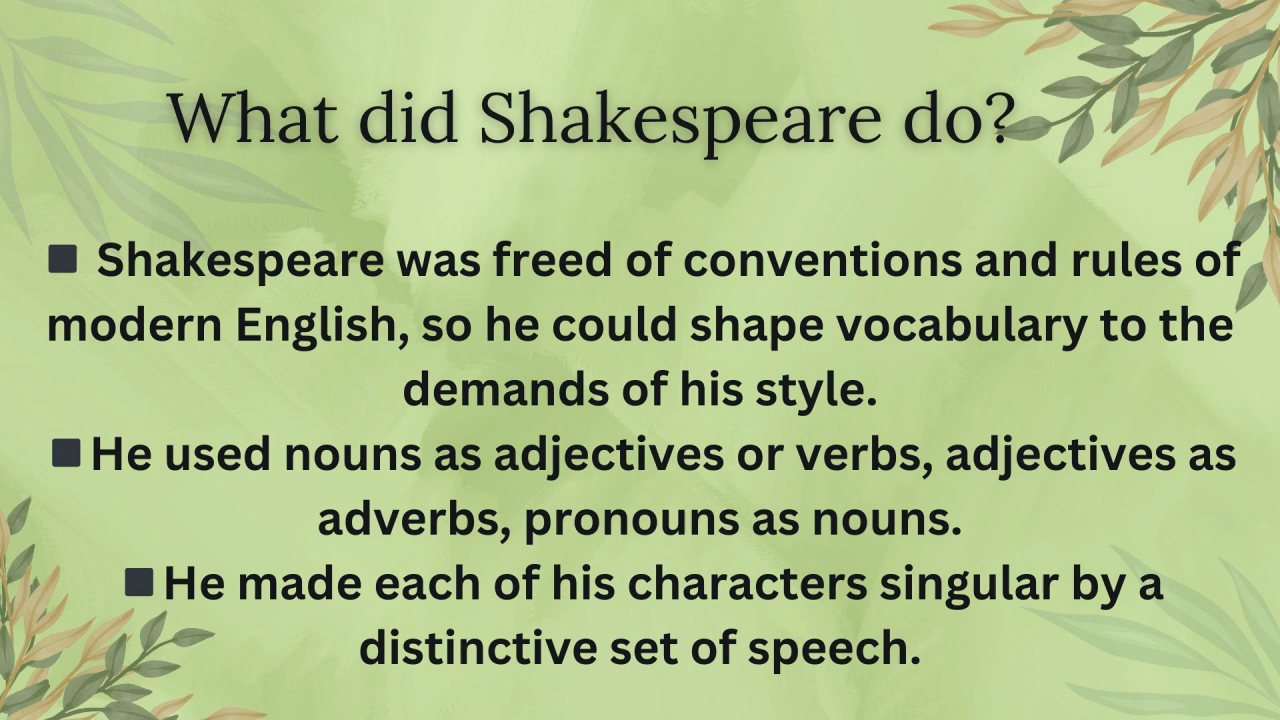 What did Shakespeare do?
◼ Shakespeare was freed of conventions and rules of
modern English, so he could shape vocabulary to the
demands of his style.
◼He used nouns as adjectives or verbs, adjectives as
adverbs, pronouns as nouns.
◼He made each of his characters singular by a
distinctive set of speech.